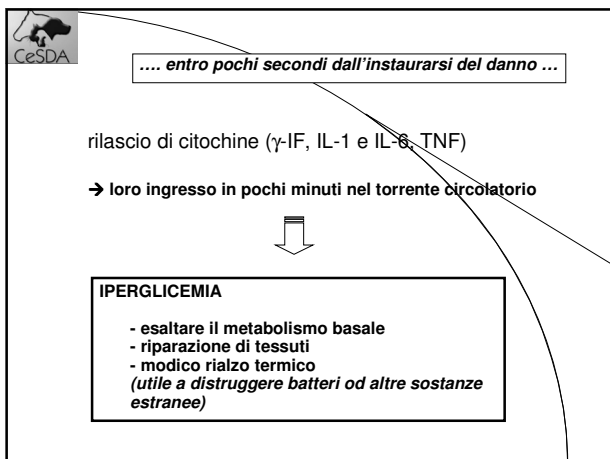 CeSDA
.... entro pochi secondi dall'instaurarsi del danno ...
rilascio di citochine (γ-IF, IL-1 e IL-6, TNF)
→ loro ingresso in pochi minuti nel torrente circolatorio
IPERGLICEMIA
- esaltare il metabolismo basale
- riparazione di tessuti
- modico rialzo termico
(utile a distruggere batteri od altre sostanze
estranee)